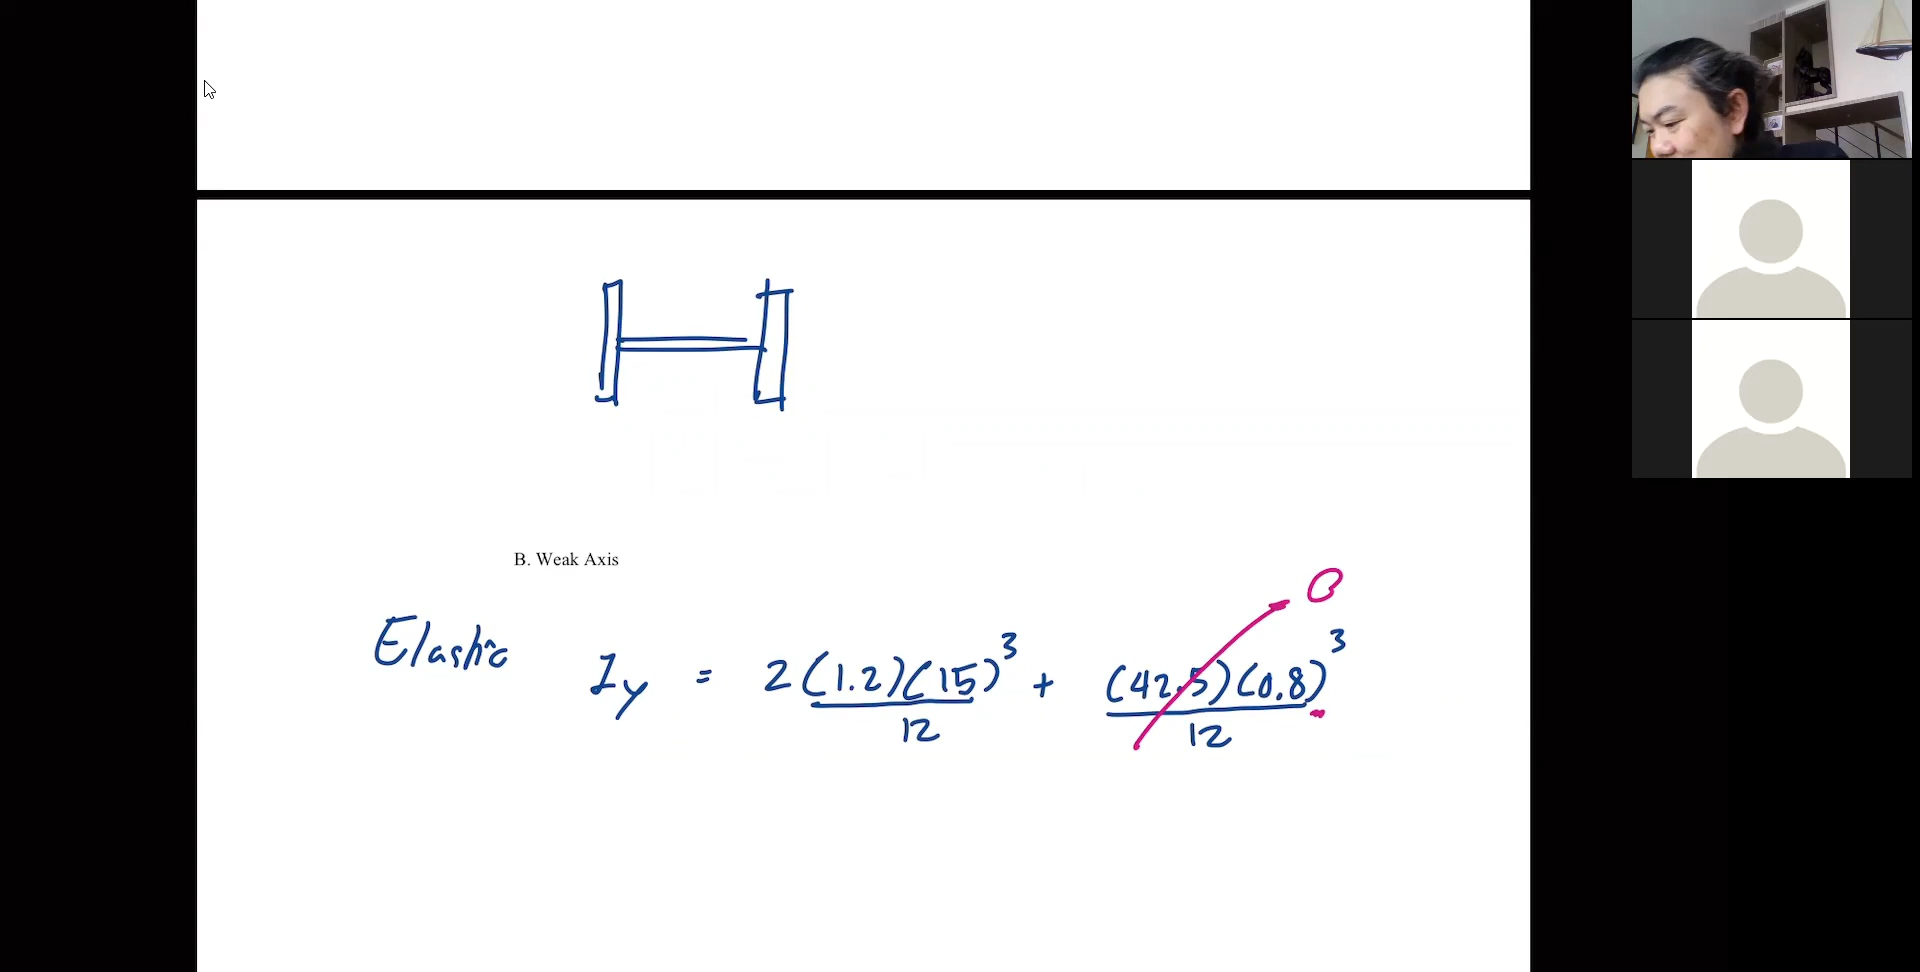 B. Weak Axis
Elastic
Iy = 2(1.2)(15)³/12 + (42.5)(0.8)³/12 0